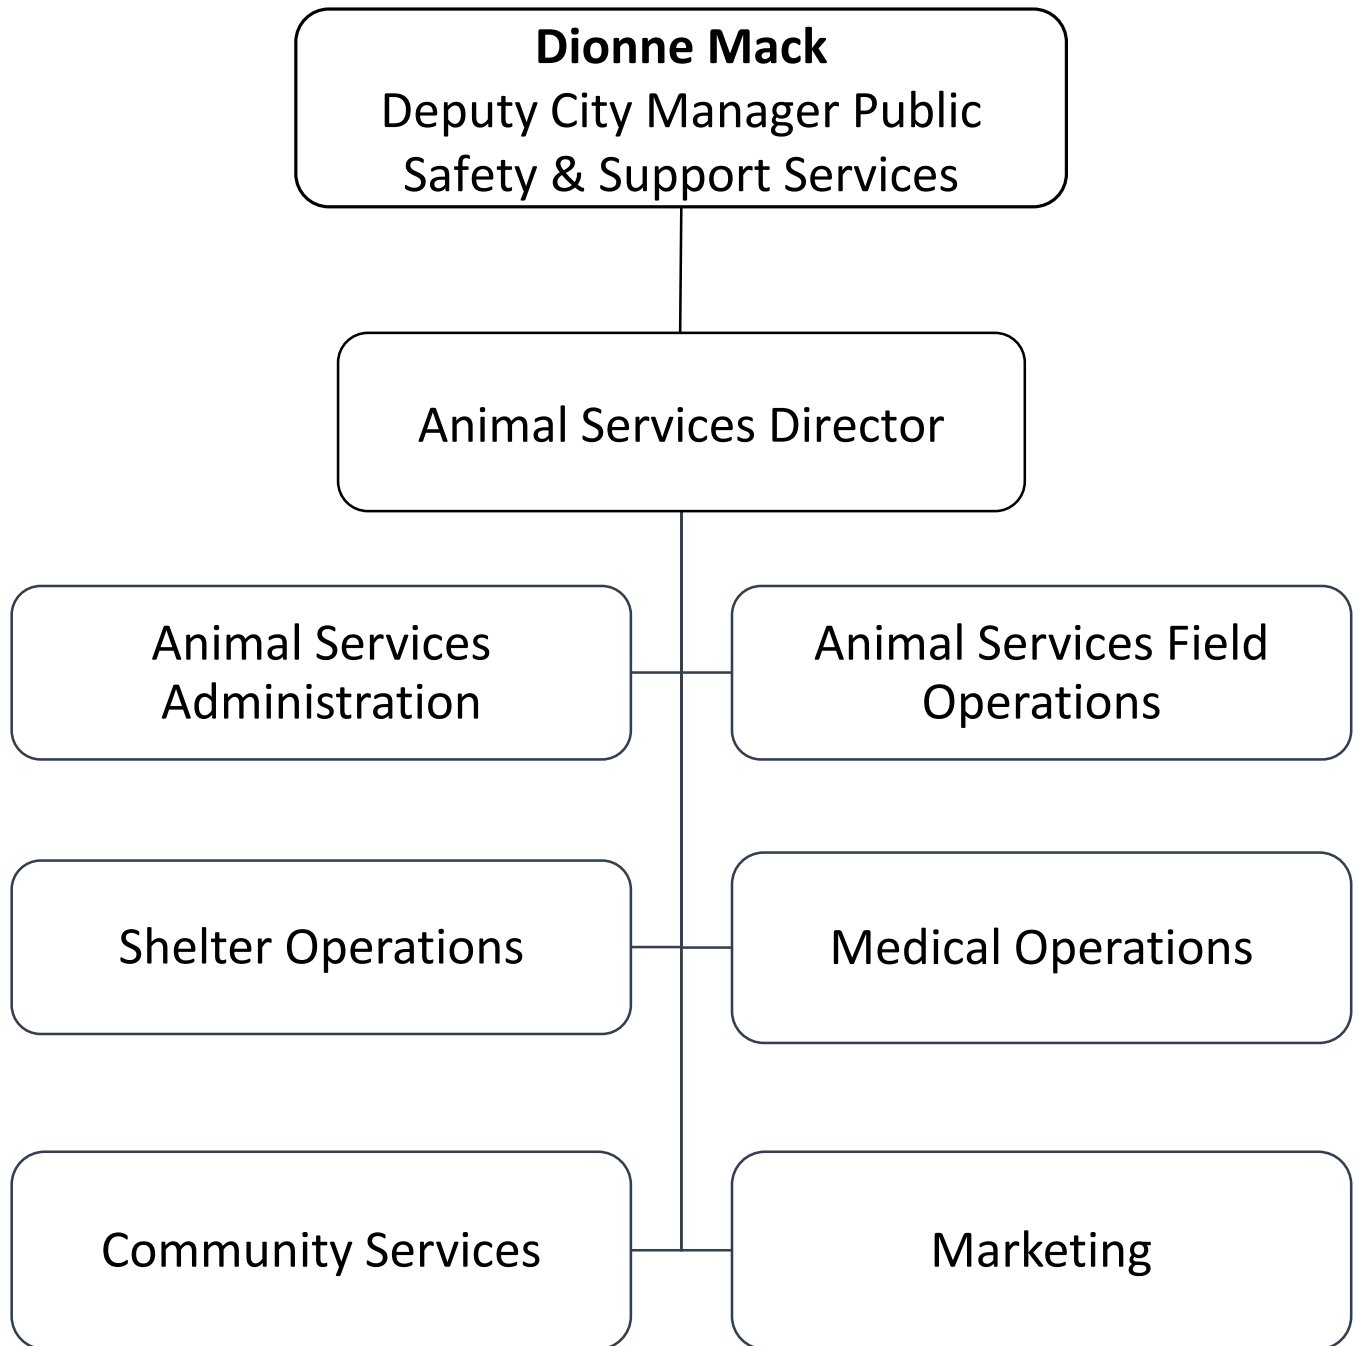 Dionne Mack
Deputy City Manager Public
Safety & Support Services
Animal Services Director
Animal Services
Administration
Animal Services Field
Operations
Shelter Operations
Medical Operations
Community Services
Marketing